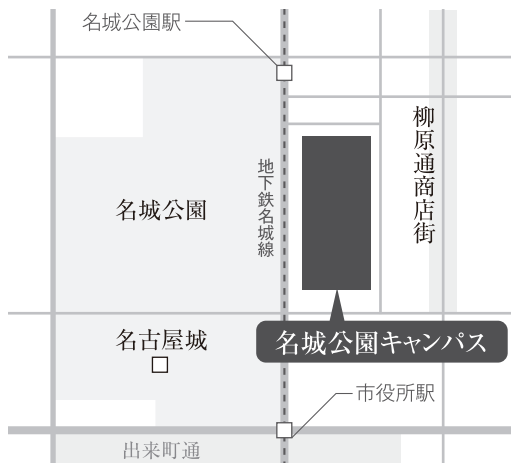 名城公園駅
柳原通商店街
地下鉄名城線
名城公園
名古屋城
名城公園キャンパス
市役所駅
出来町通